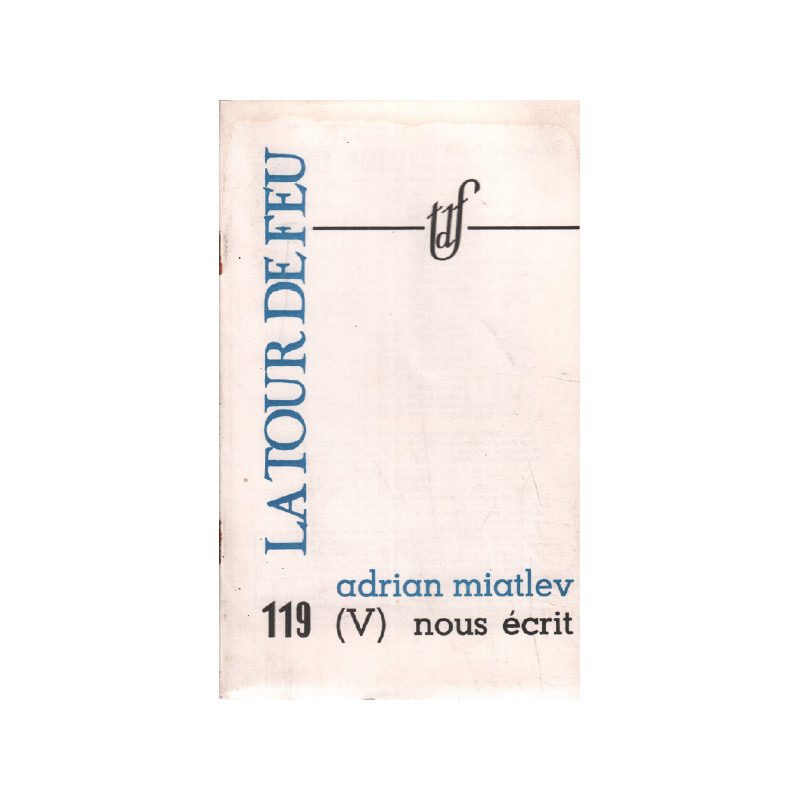 LA TOUR DE FEU
tdf
adrian miatlev
119 (V) nous écrit